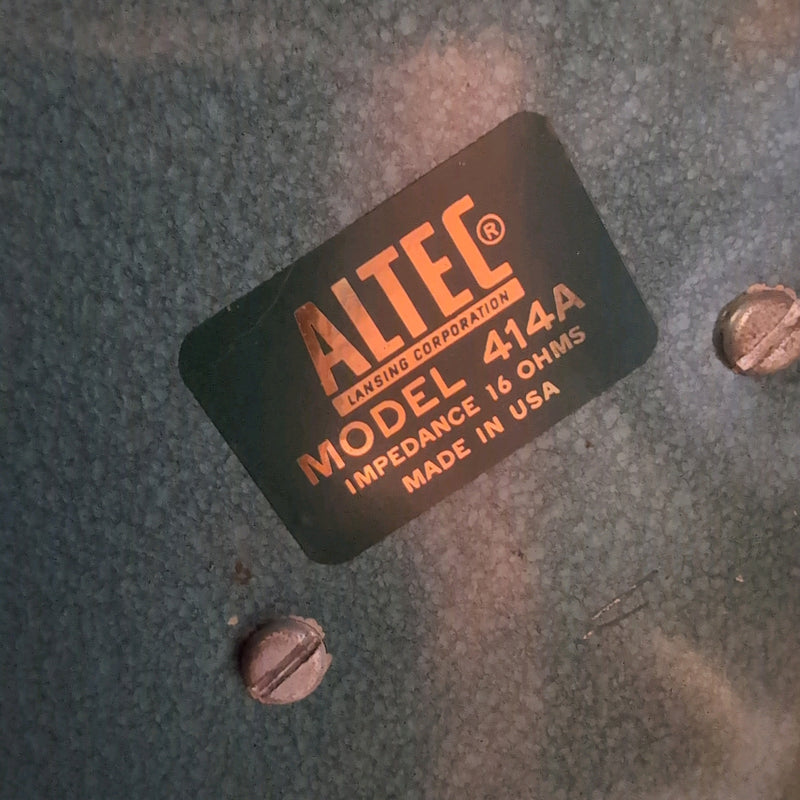 ALTEC®
LANSING CORPORATION
MODEL 414A
IMPEDANCE 16 OHMS
MADE IN USA